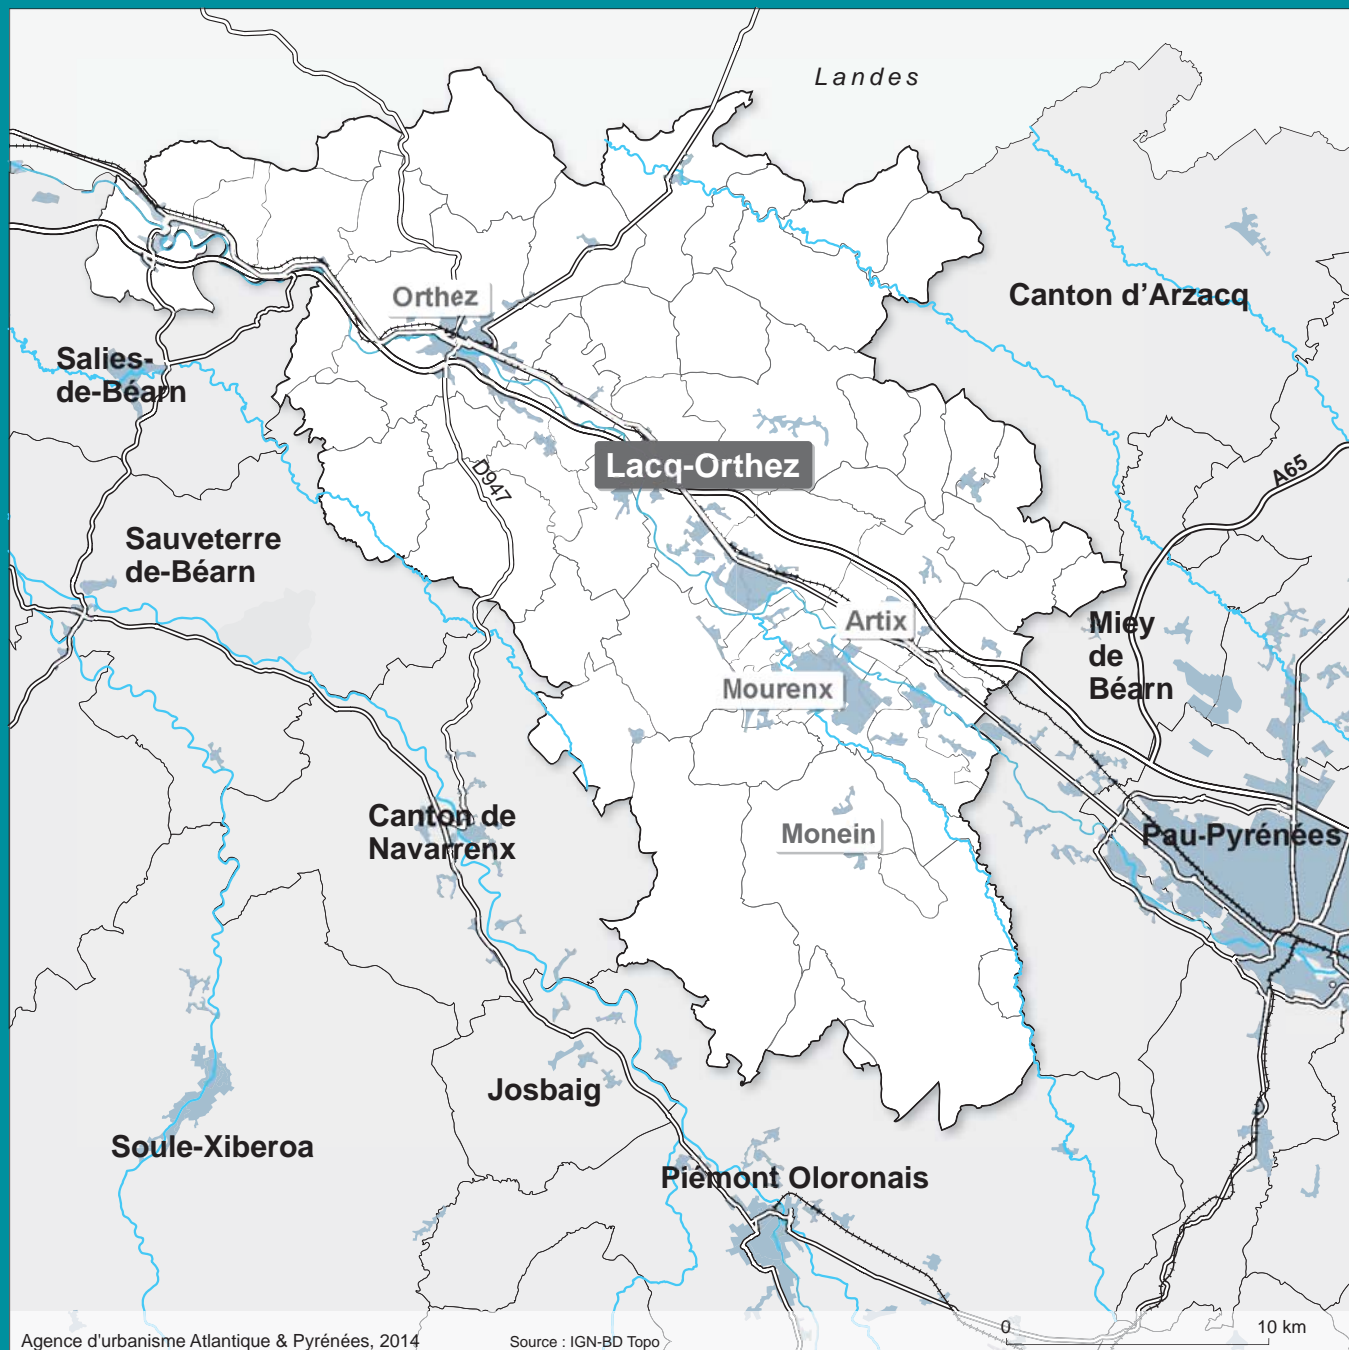 Landes
Canton d'Arzacq
Orthez
Salies-
de-Béarn
Lacq-Orthez
D947
A65
Sauveterre
de-Béarn
Artix
Miey
de
Béarn
Mourenx
Canton de
Navarrenx
Monein
Pau-Pyrénées
Josbaig
Soule-Xiberoa
Piémont Oloronais
0
10 km
Agence d'urbanisme Atlantique & Pyrénées, 2014
Source : IGN-BD Topo